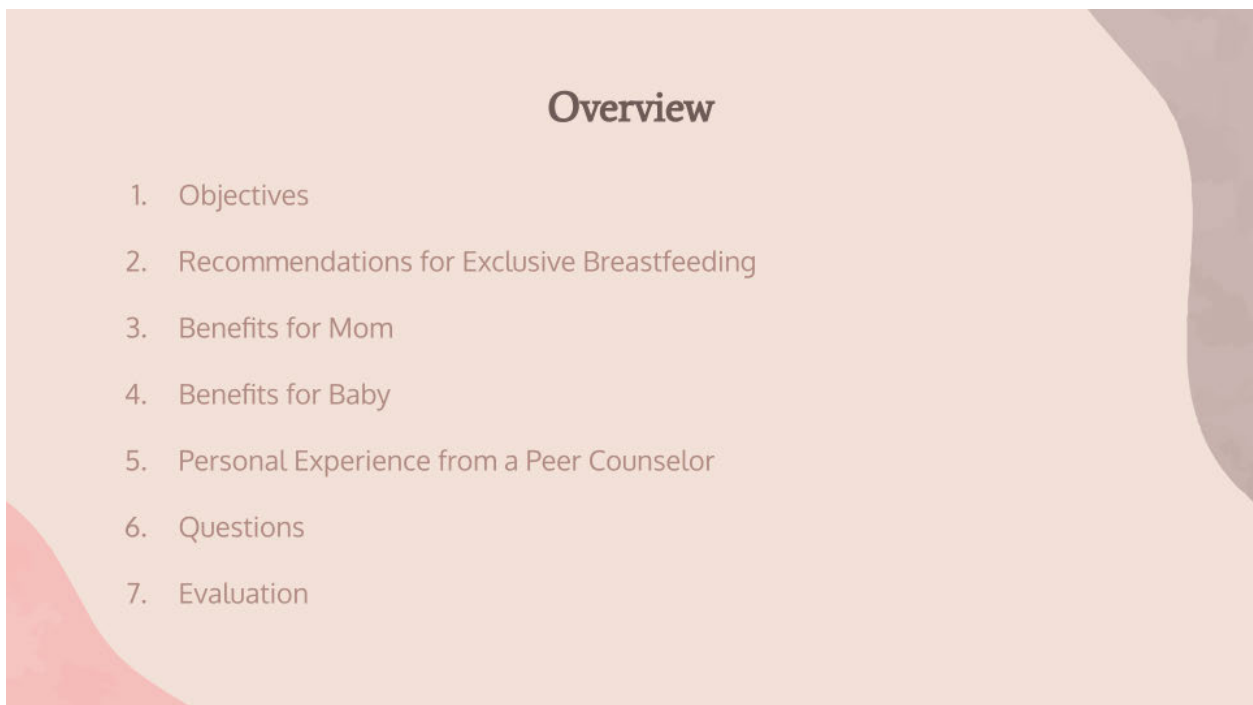 Overview
1. Objectives
2. Recommendations for Exclusive Breastfeeding
3. Benefits for Mom
4. Benefits for Baby
5. Personal Experience from a Peer Counselor
6. Questions
7. Evaluation